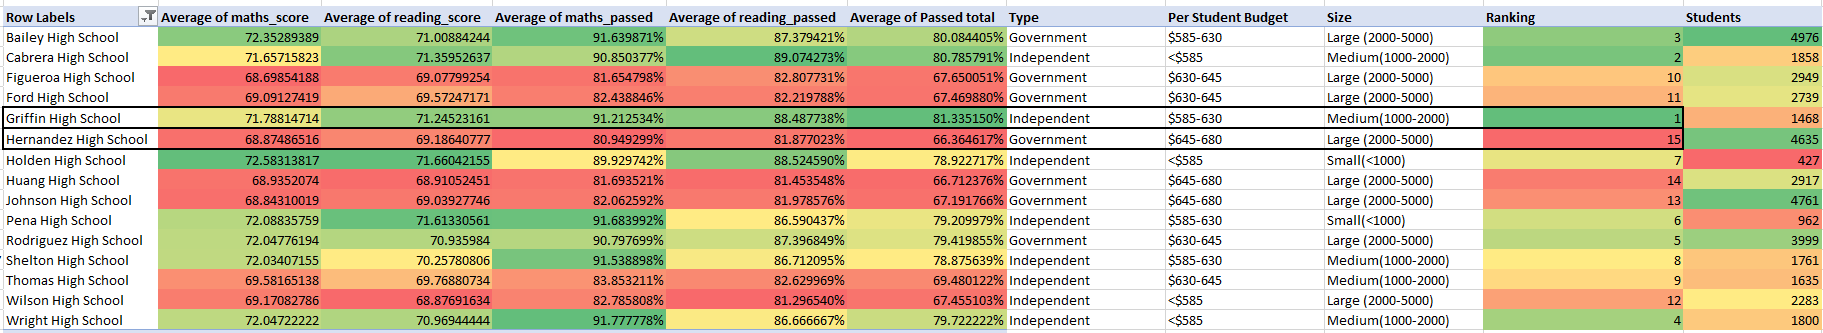 Row Labels Average of maths_score Average of reading_score Average of maths_passed Average of reading_passed Average of Passed total Type Per Student Budget Size Ranking Students
Bailey High School 72.35289389 71.00884244 91.639871% 87.379421% 80.084405% Government $585-630 Large (2000-5000) 3 4976
Cabrera High School 71.65715823 71.35952637 90.850377% 89.074273% 80.785791% Independent <$585 Medium(1000-2000) 2 1858
Figueroa High School 68.69854188 69.07799254 81.654798% 82.807731% 67.650051% Government $630-645 Large (2000-5000) 10 2949
Ford High School 69.09127419 69.57247171 82.438846% 82.219788% 67.469880% Government $630-645 Large (2000-5000) 11 2739
Griffin High School 71.78814714 71.24523161 91.212534% 88.487738% 81.335150% Independent $585-630 Medium(1000-2000) 1 1468
Hernandez High School 68.87486516 69.18640777 80.949299% 81.877023% 66.364617% Government $645-680 Large (2000-5000) 15 4635
Holden High School 72.58313817 71.66042155 89.929742% 88.524590% 78.922717% Independent <$585 Small(<1000) 7 427
Huang High School 68.9352074 68.91052451 81.693521% 81.453548% 66.712376% Government $645-680 Large (2000-5000) 14 2917
Johnson High School 68.84310019 69.03927746 82.062592% 81.978576% 67.191766% Government $645-680 Large (2000-5000) 13 4761
Pena High School 72.08835759 71.61330561 91.683992% 86.590437% 79.209979% Independent $585-630 Small(<1000) 6 962
Rodriguez High School 72.04776194 70.935984 90.797699% 87.396849% 79.419855% Government $630-645 Large (2000-5000) 5 3999
Shelton High School 72.03407155 70.25780806 91.538898% 86.712095% 78.875639% Independent $585-630 Medium(1000-2000) 8 1761
Thomas High School 69.58165138 69.76880734 83.853211% 82.629969% 69.480122% Independent $630-645 Medium(1000-2000) 9 1635
Wilson High School 69.17082786 68.87691634 82.785808% 81.296540% 67.455103% Independent <$585 Large (2000-5000) 12 2283
Wright High School 72.04722222 70.96944444 91.777778% 86.666667% 79.722222% Independent <$585 Medium(1000-2000) 4 1800